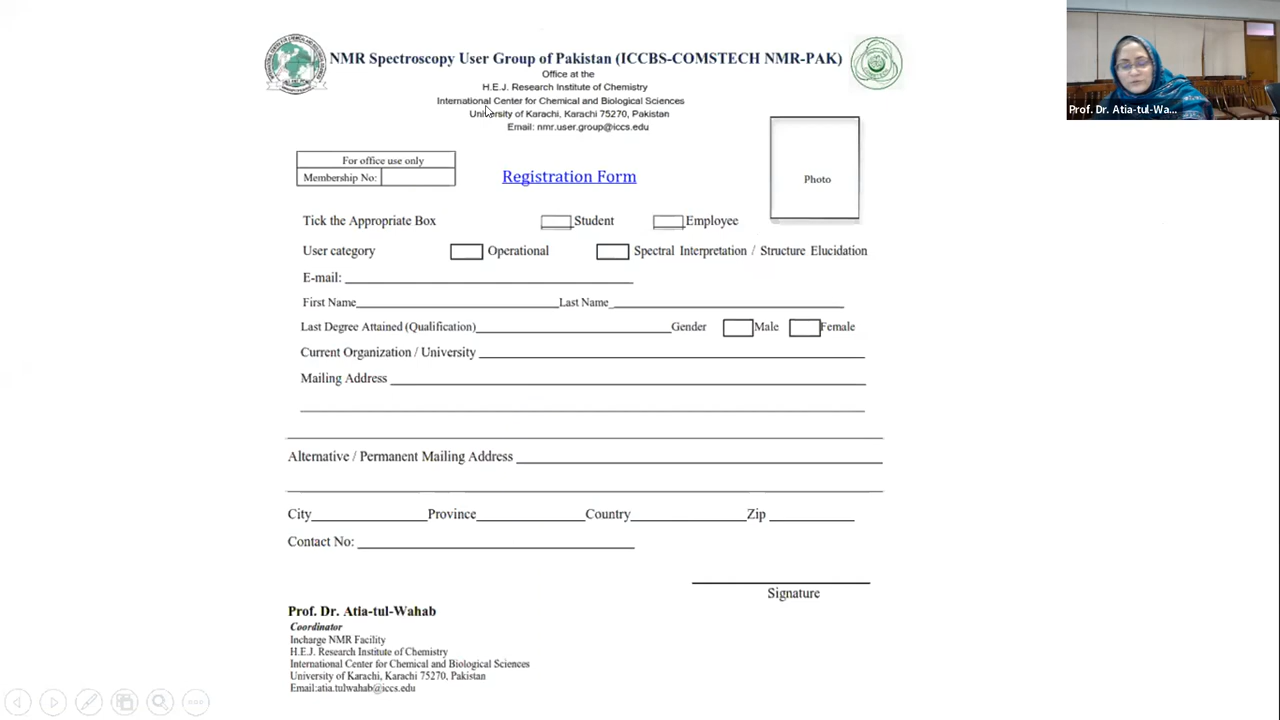 NMR Spectroscopy User Group of Pakistan (ICCBS-COMSTECH NMR-PAK)
Office at the
H.E.J. Research Institute of Chemistry
International Center for Chemical and Biological Sciences
University of Karachi, Karachi 75270, Pakistan
Email: nmr.user.group@iccs.edu
Prof. Dr. Atia-tul-Wa...
For office use only
Membership No:
Registration Form
Photo
Tick the Appropriate Box Student Employee
User category Operational Spectral Interpretation / Structure Elucidation
E-mail:
First Name Last Name
Last Degree Attained (Qualification) Gender Male Female
Current Organization / University
Mailing Address
Alternative / Permanent Mailing Address
City Province Country Zip
Contact No:
Signature
Prof. Dr. Atia-tul-Wahab
Coordinator
Incharge NMR Facility
H.E.J. Research Institute of Chemistry
International Center for Chemical and Biological Sciences
University of Karachi, Karachi 75270, Pakistan
Email:atia.tulwahab@iccs.edu